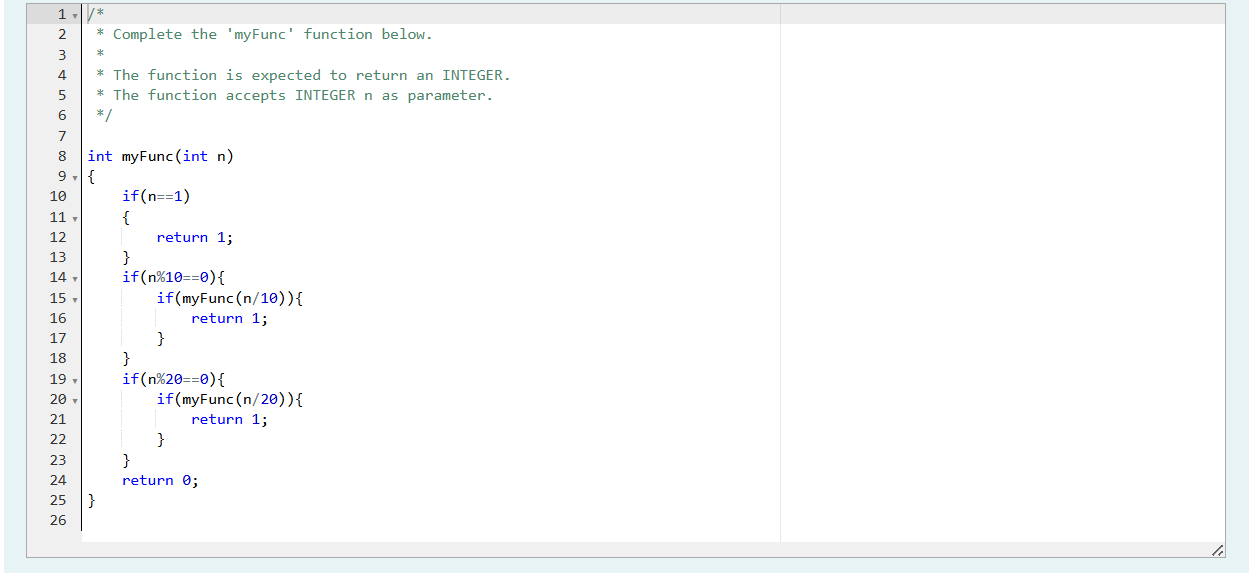 1 /*
2  * Complete the 'myFunc' function below.
3  *
4  * The function is expected to return an INTEGER.
5  * The function accepts INTEGER n as parameter.
6  */
7
8 int myFunc(int n)
9 {
10     if(n==1)
11     {
12         return 1;
13     }
14     if(n%10==0){
15         if(myFunc(n/10)){
16             return 1;
17         }
18     }
19     if(n%20==0){
20         if(myFunc(n/20)){
21             return 1;
22         }
23     }
24     return 0;
25 }
26